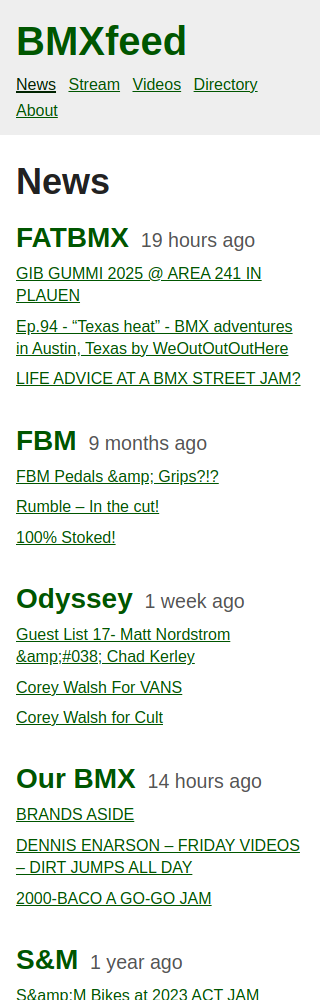 BMXfeed
News Stream Videos Directory
About
News
FATBMX 19 hours ago
GIB GUMMI 2025 @ AREA 241 IN
PLAUEN
Ep.94 - “Texas heat” - BMX adventures
in Austin, Texas by WeOutOutOutHere
LIFE ADVICE AT A BMX STREET JAM?
FBM 9 months ago
FBM Pedals &amp; Grips?!?
Rumble – In the cut!
100% Stoked!
Odyssey 1 week ago
Guest List 17- Matt Nordstrom
&amp;#038; Chad Kerley
Corey Walsh For VANS
Corey Walsh for Cult
Our BMX 14 hours ago
BRANDS ASIDE
DENNIS ENARSON – FRIDAY VIDEOS
– DIRT JUMPS ALL DAY
2000-BACO A GO-GO JAM
S&M 1 year ago
S&amp;M Bikes at 2023 ACT JAM